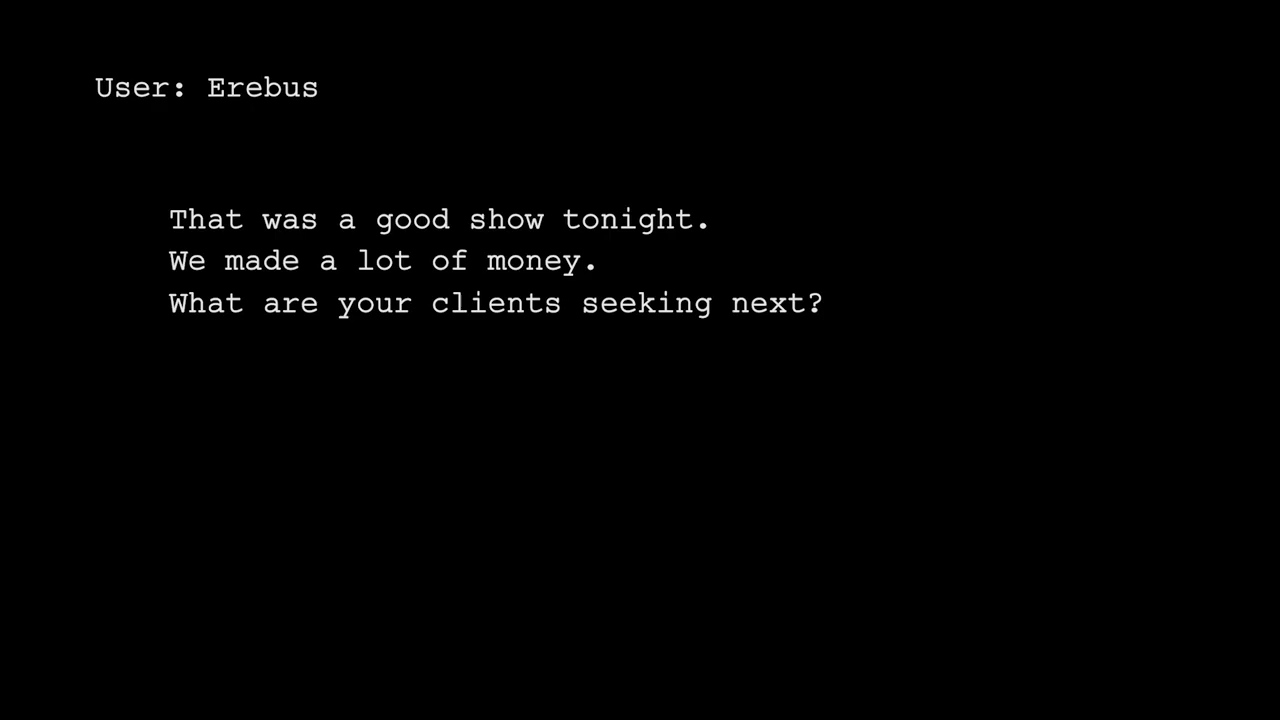 User: Erebus
That was a good show tonight.
We made a lot of money.
What are your clients seeking next?